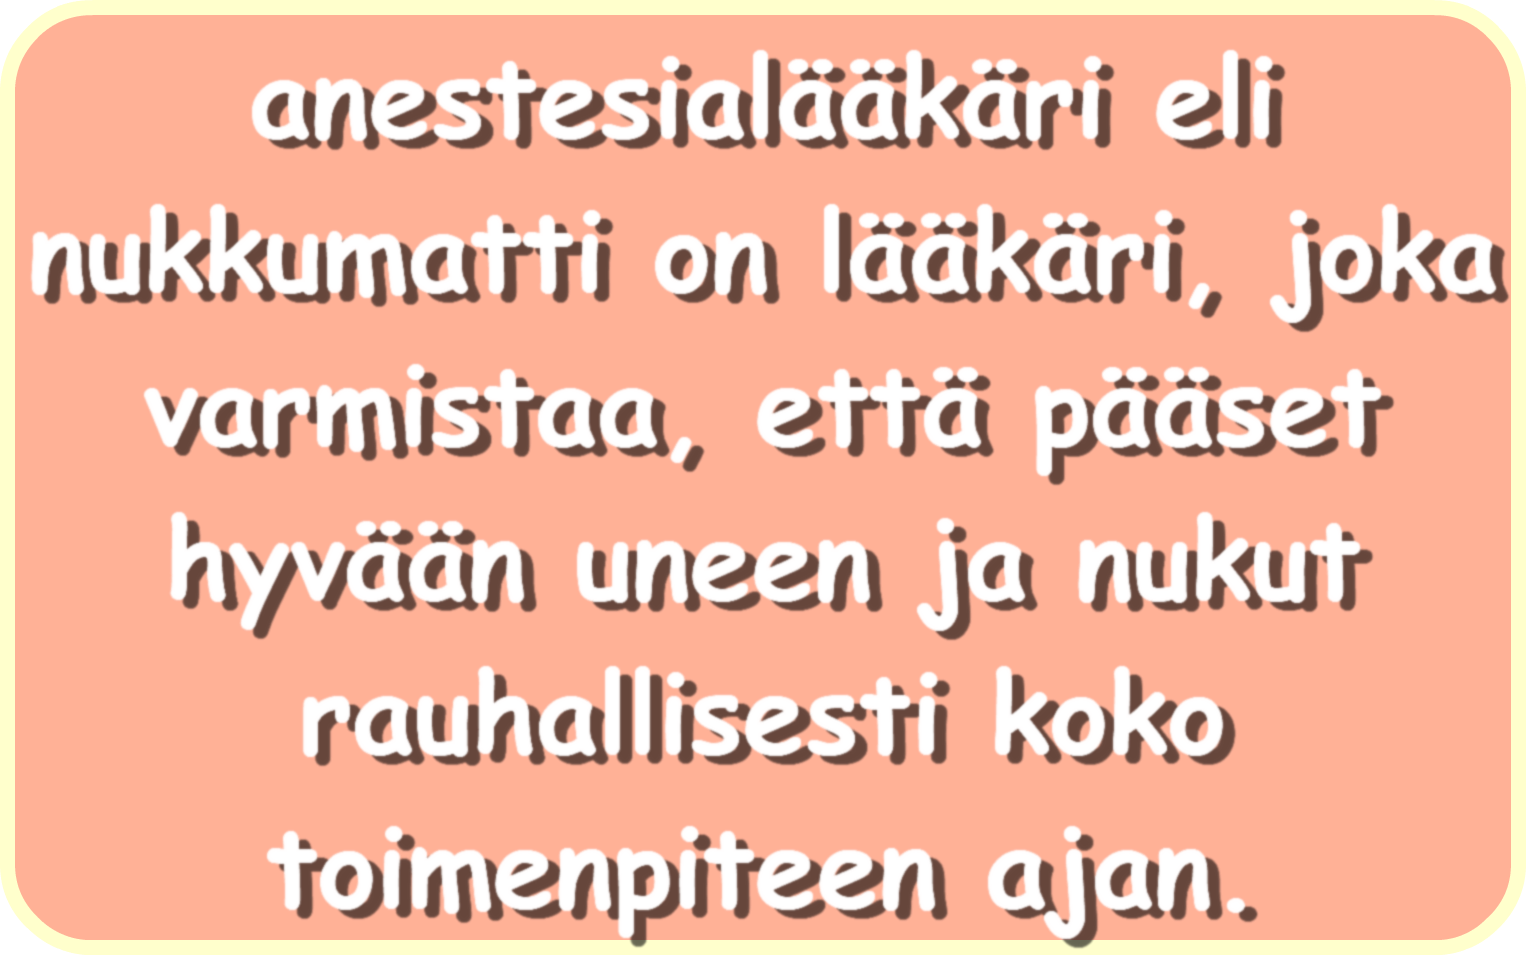 anestesialääkäri eli
nukkumatti on lääkäri, joka
varmistaa, että pääset
hyvään uneen ja nukut
rauhallisesti koko
toimenpiteen ajan.